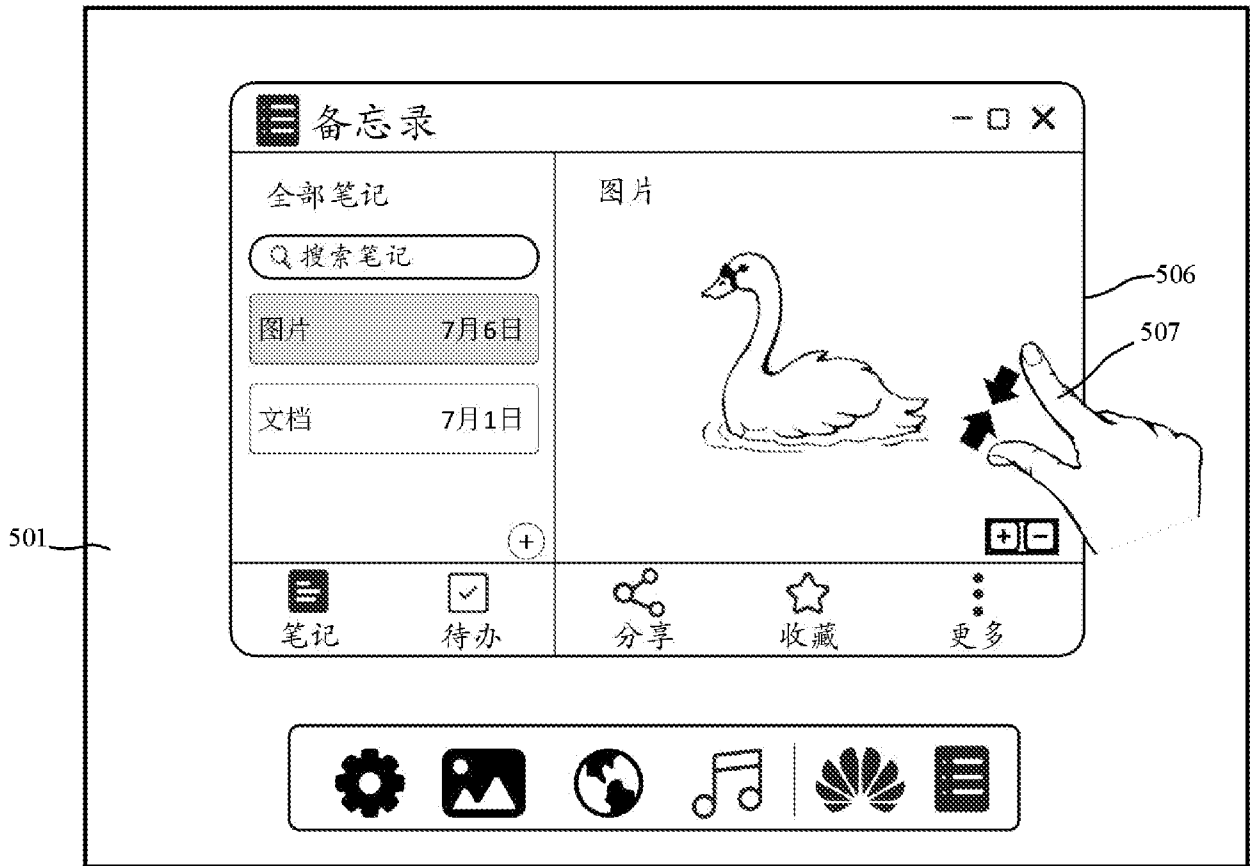 备忘录
全部笔记
搜索笔记
图片 7月6日
文档 7月1日
图片
笔记
待办
分享
收藏
更多
501
506
507